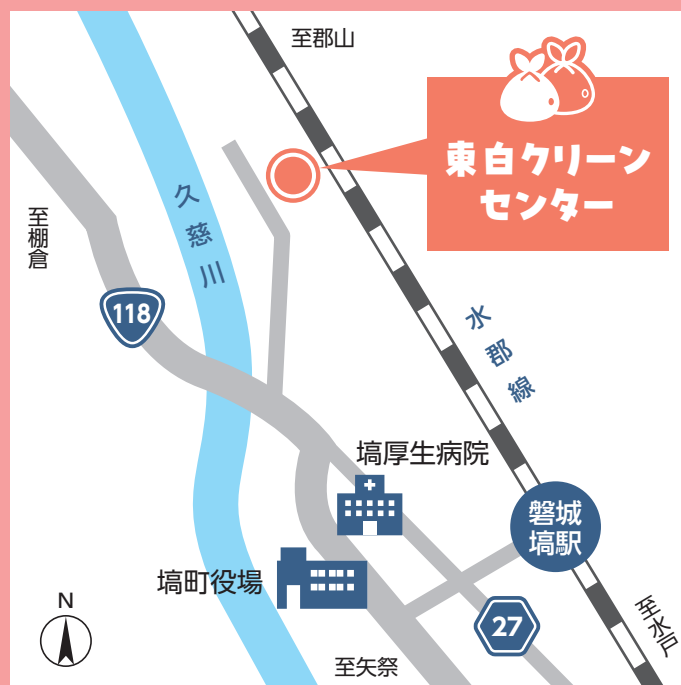 至郡山
東白クリーン
センター
至棚倉
久慈川
118
水郡線
塙厚生病院
磐城
塙駅
塙町役場
27
至水戸
至矢祭
N